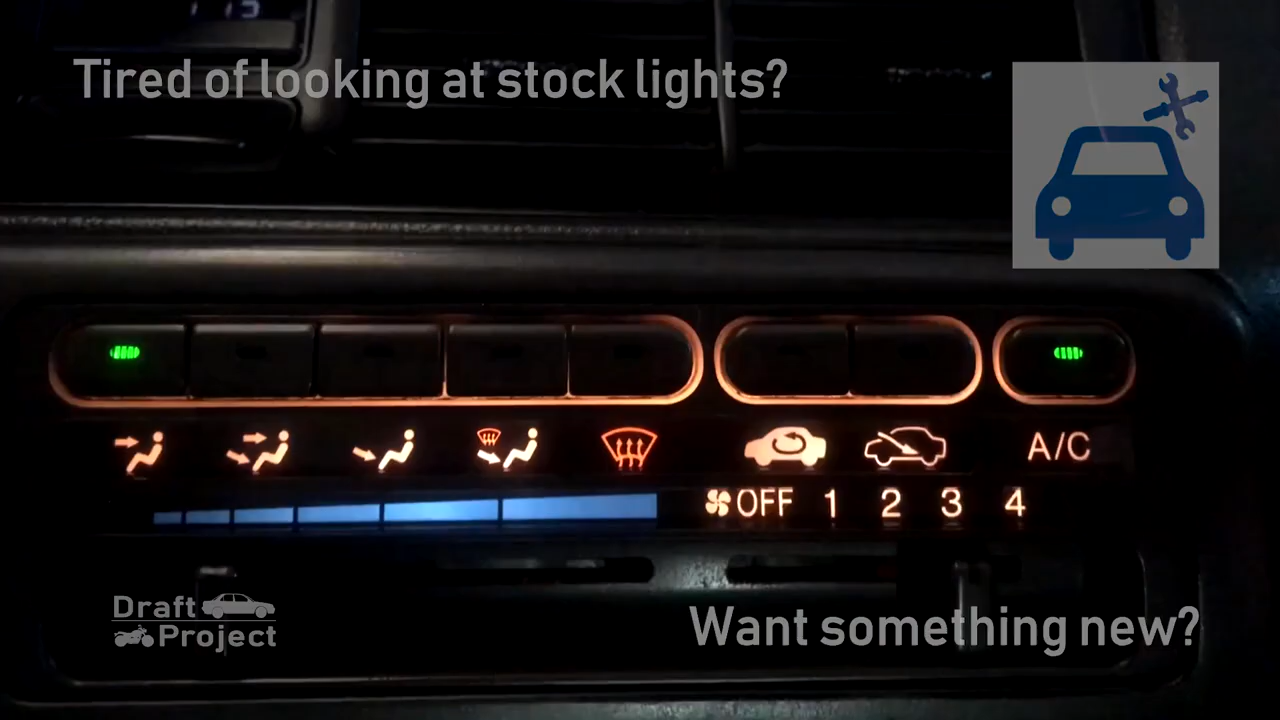 Tired of looking at stock lights?
A/C
OFF 1 2 3 4
Draft
Project
Want something new?